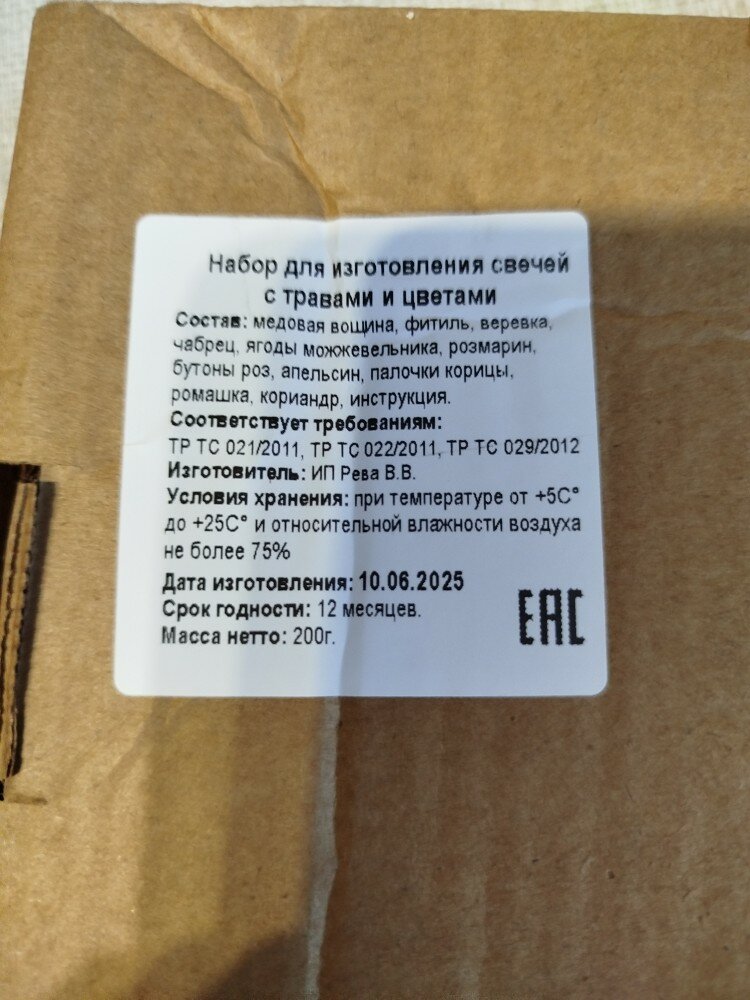 Набор для изготовления свечей
с травами и цветами
Состав: медовая вощина, фитиль, веревка,
чабрец, ягоды можжевельника, розмарин,
бутоны роз, апельсин, палочки корицы,
ромашка, кориандр, инструкция.
Соответствует требованиям:
ТР ТС 021/2011, ТР ТС 022/2011, ТР ТС 029/2012
Изготовитель: ИП Рева В.В.
Условия хранения: при температуре от +5С°
до +25С° и относительной влажности воздуха
не более 75%
Дата изготовления: 10.06.2025
Срок годности: 12 месяцев.
Масса нетто: 200г.
ЕАС